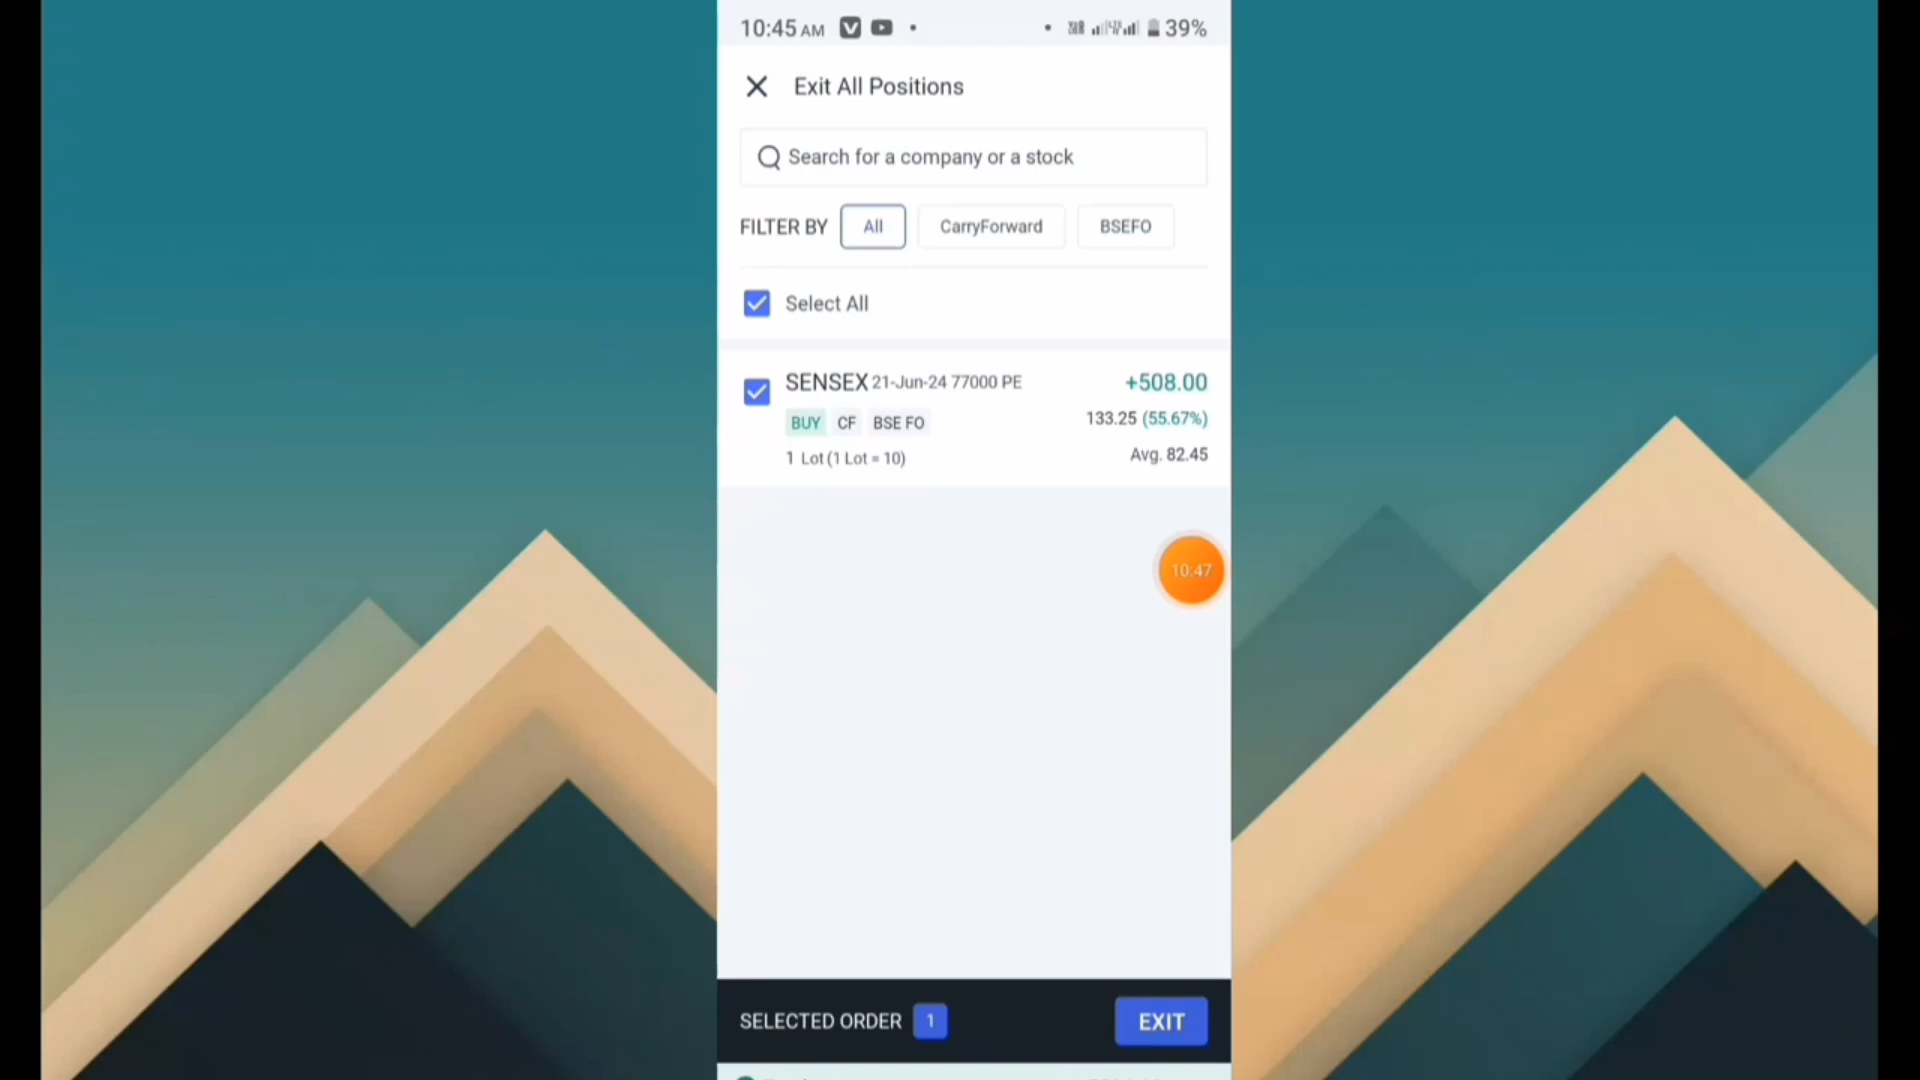 10:45 AM 39%
Exit All Positions
Search for a company or a stock
FILTER BY All CarryForward BSEFO
Select All
SENSEX 21-Jun-24 77000 PE +508.00
BUY CF BSE FO 133.25 (55.67%)
1 Lot (1 Lot = 10) Avg. 82.45
10:47
SELECTED ORDER 1 EXIT